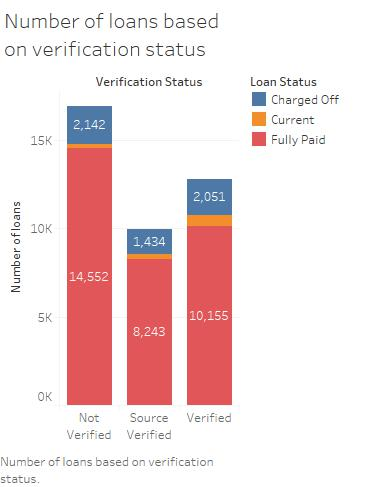 Number of loans based
on verification status
Verification Status
Loan Status
Charged Off
Current
Fully Paid
Number of loans
15K
10K
5K
0K
2,142
14,552
1,434
8,243
2,051
10,155
Not
Verified
Source
Verified
Verified
Number of loans based on verification
status.